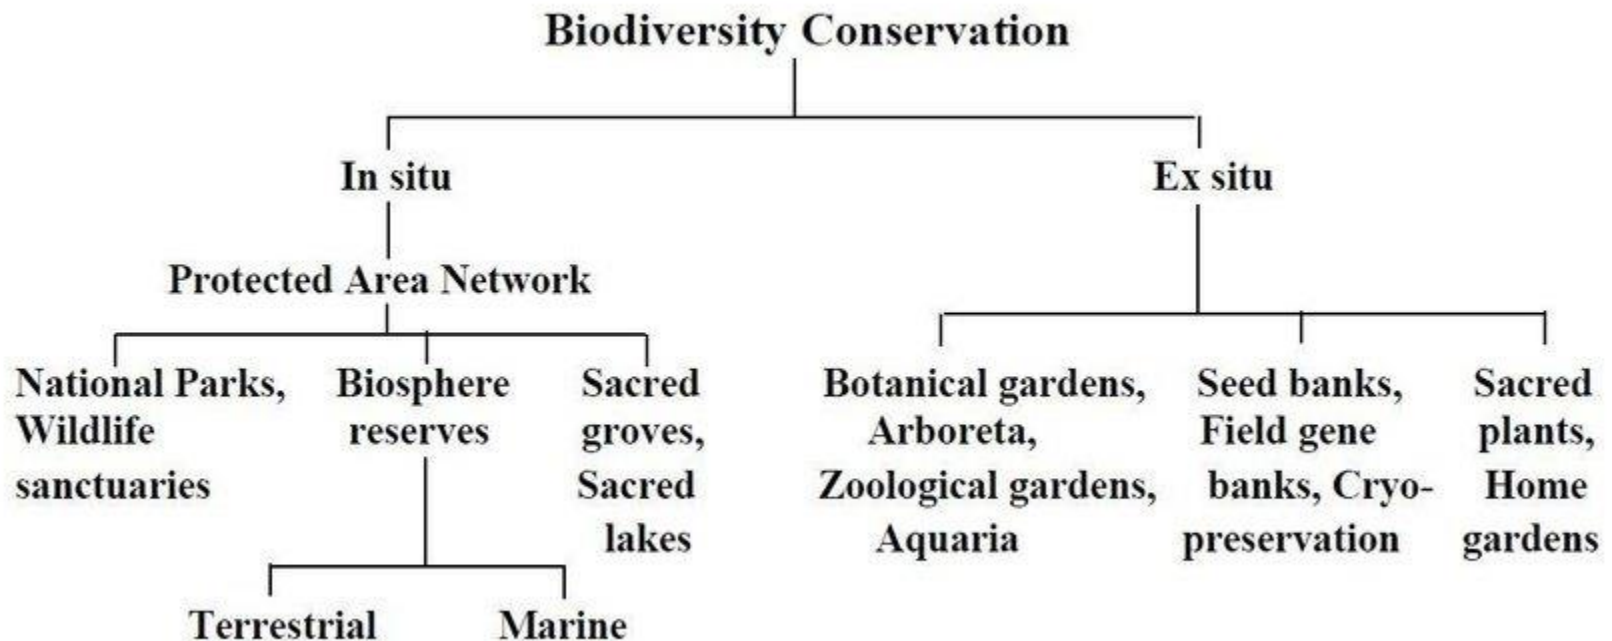 Biodiversity Conservation
In situ
Ex situ
Protected Area Network
National Parks,
Wildlife
sanctuaries
Biosphere
reserves
Sacred
groves,
Sacred
lakes
Botanical gardens,
Arboreta,
Zoological gardens,
Aquaria
Seed banks,
Field gene
banks, Cryo-
preservation
Sacred
plants,
Home
gardens
Terrestrial
Marine